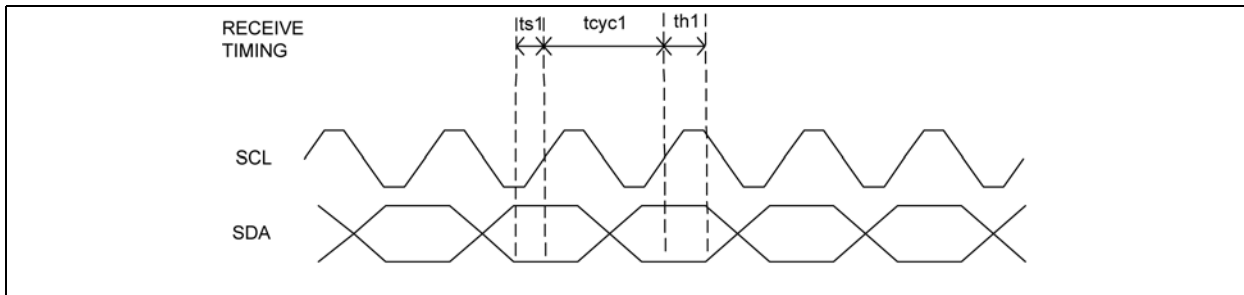 RECEIVE
TIMING
ts1
tcyc1
th1
SCL
SDA